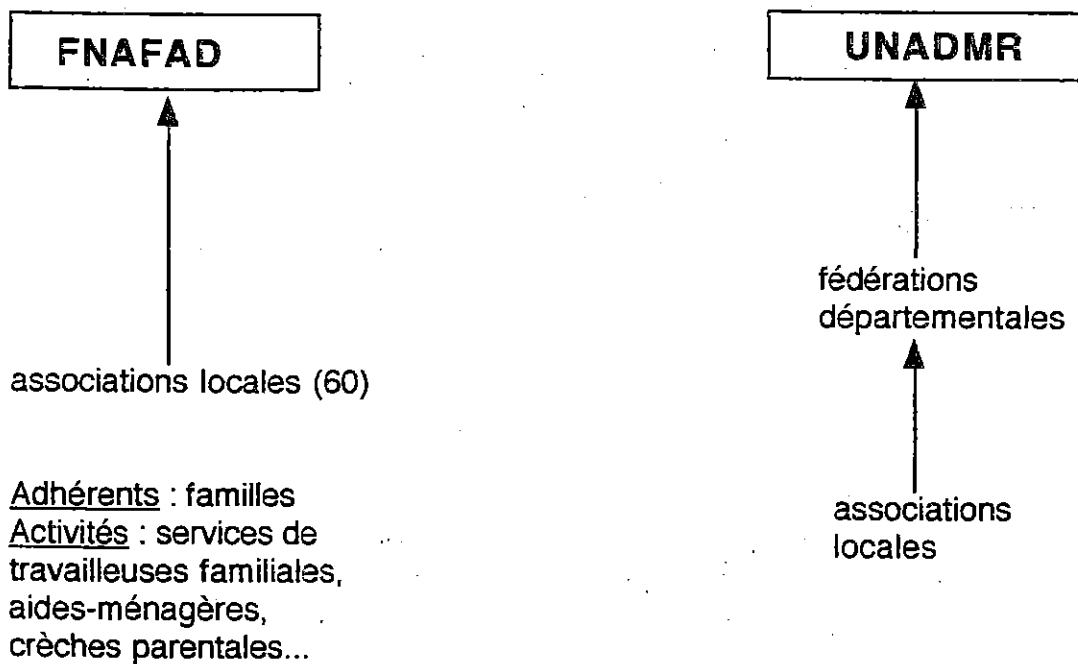 FNAFAD
associations locales (60)
Adhérents : familles
Activités : services de
travailleuses familiales,
aides-ménagères,
crèches parentales...
UNADMR
fédérations
départementales
associations
locales